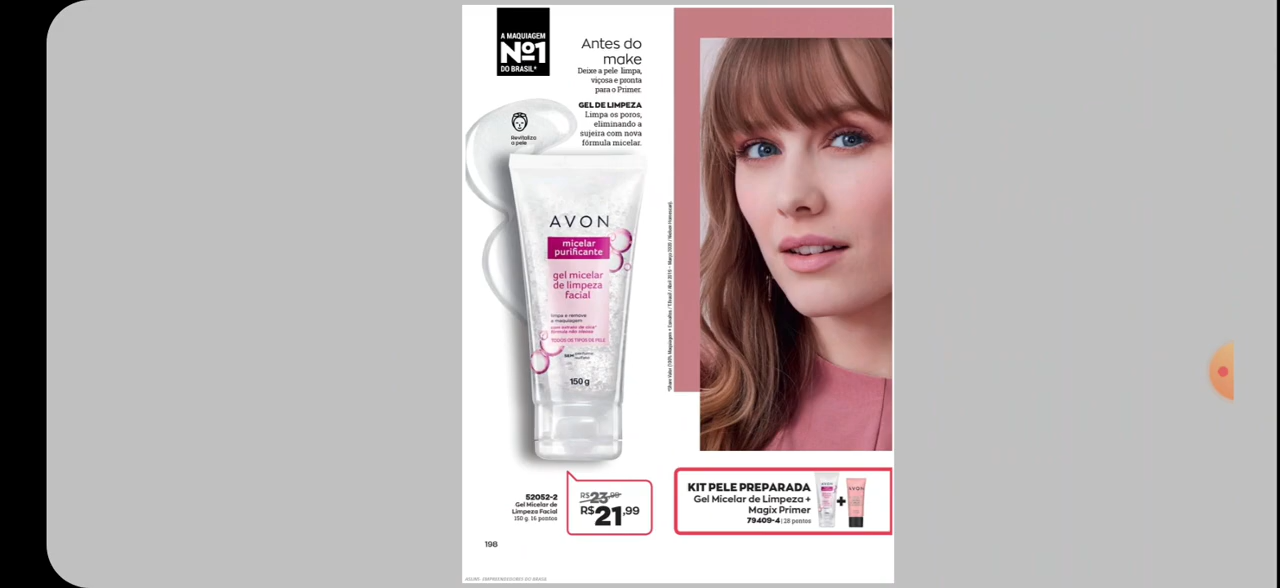 A MAQUIAGEM
Nº1
DO BRASIL*
Antes do
make
Deixe a pele limpa,
viçosa e pronta
para o Primer.
GEL DE LIMPEZA
Limpa os poros,
eliminando a
sujeira com nova
fórmula micelar.
Revitaliza
a pele
AVON
micelar
purificante
gel micelar
de limpeza
facial
limpa e remove
a maquiagem
TODOS OS TIPOS DE PELE
150 g
52052-2
Gel Micelar de
Limpeza Facial
150 g. 16 pontos
R$23,99
R$21,99
KIT PELE PREPARADA
Gel Micelar de Limpeza +
Magix Primer
79409-4 | 28 pontos
AVON
198